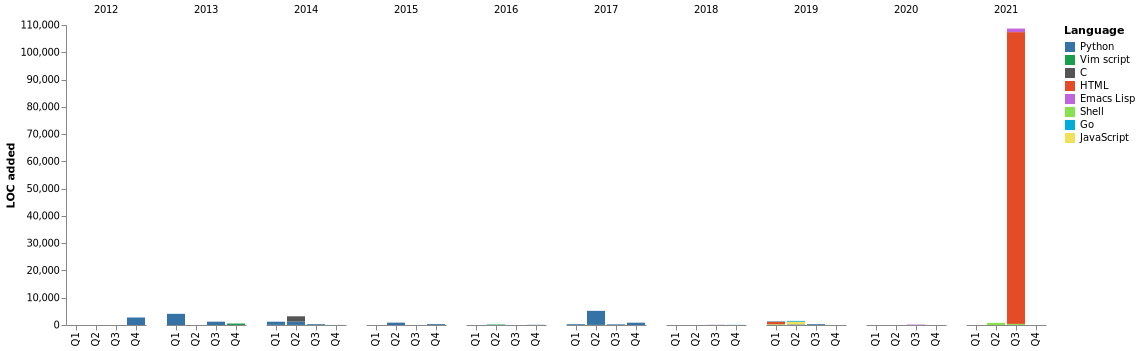 2012 2013 2014 2015 2016 2017 2018 2019 2020 2021
110,000
100,000
90,000
80,000
70,000
60,000
50,000
40,000
30,000
20,000
10,000
0
LOC added
Q1 Q2 Q3 Q4 Q1 Q2 Q3 Q4 Q1 Q2 Q3 Q4 Q1 Q2 Q3 Q4 Q1 Q2 Q3 Q4 Q1 Q2 Q3 Q4 Q1 Q2 Q3 Q4 Q1 Q2 Q3 Q4 Q1 Q2 Q3 Q4 Q1 Q2 Q3 Q4
Language
Python
Vim script
C
HTML
Emacs Lisp
Shell
Go
JavaScript